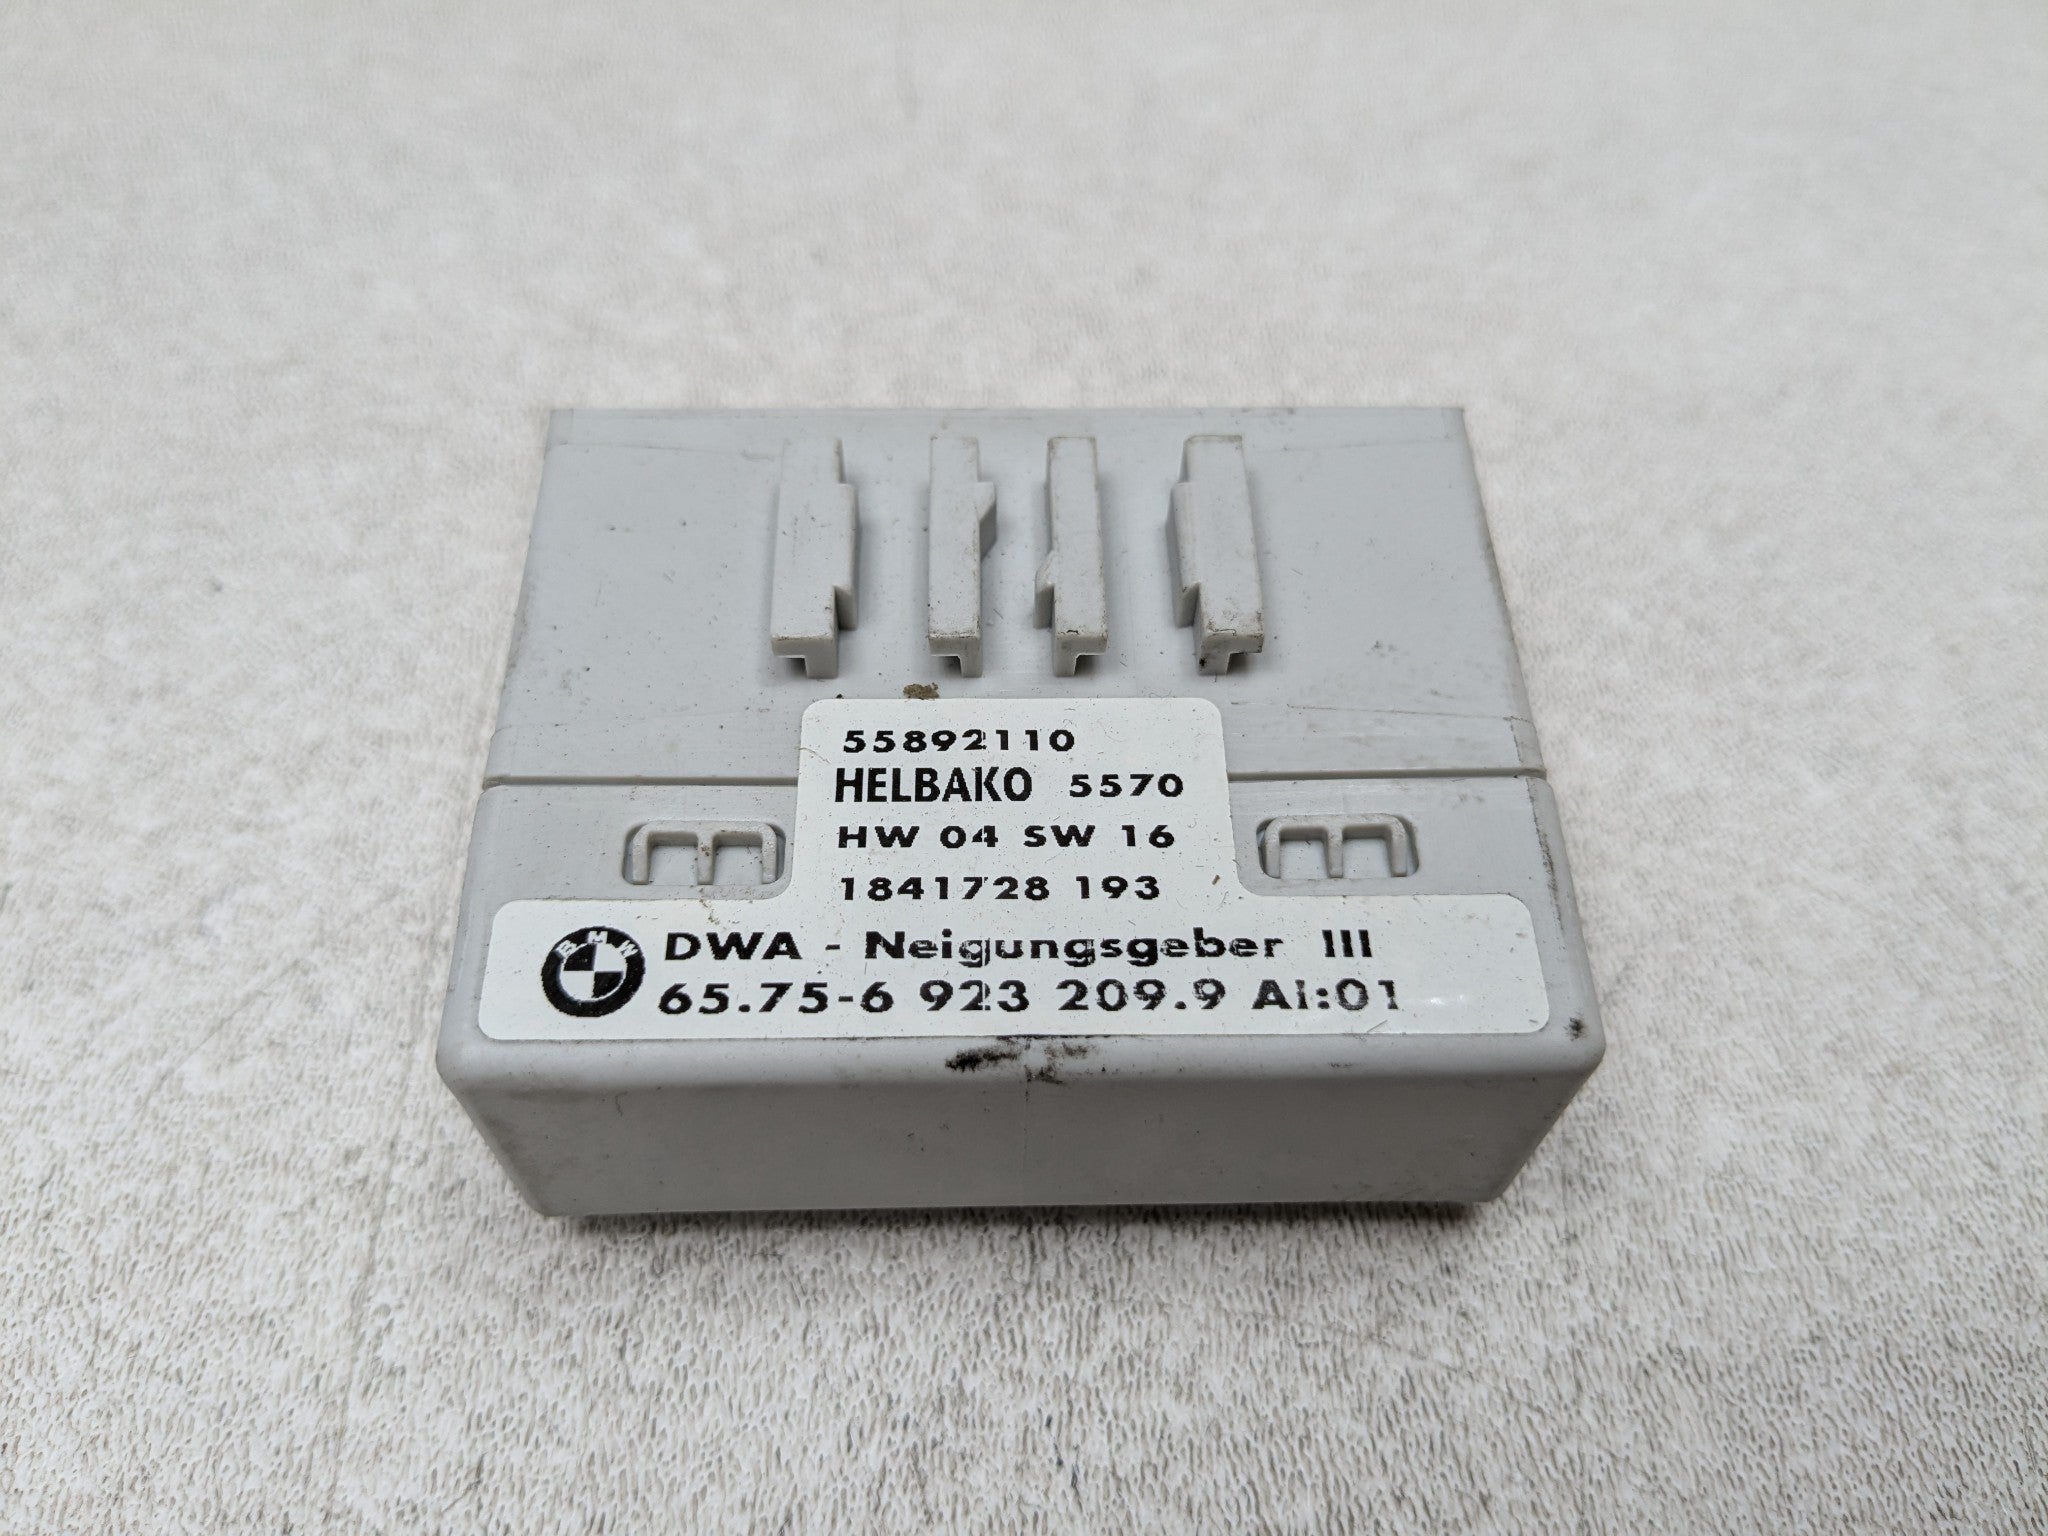 55892110
HELBAKO 5570
HW 04 SW 16
1841728 193
BMW
DWA - Neigungsgeber III
65.75-6 923 209.9 AI:01